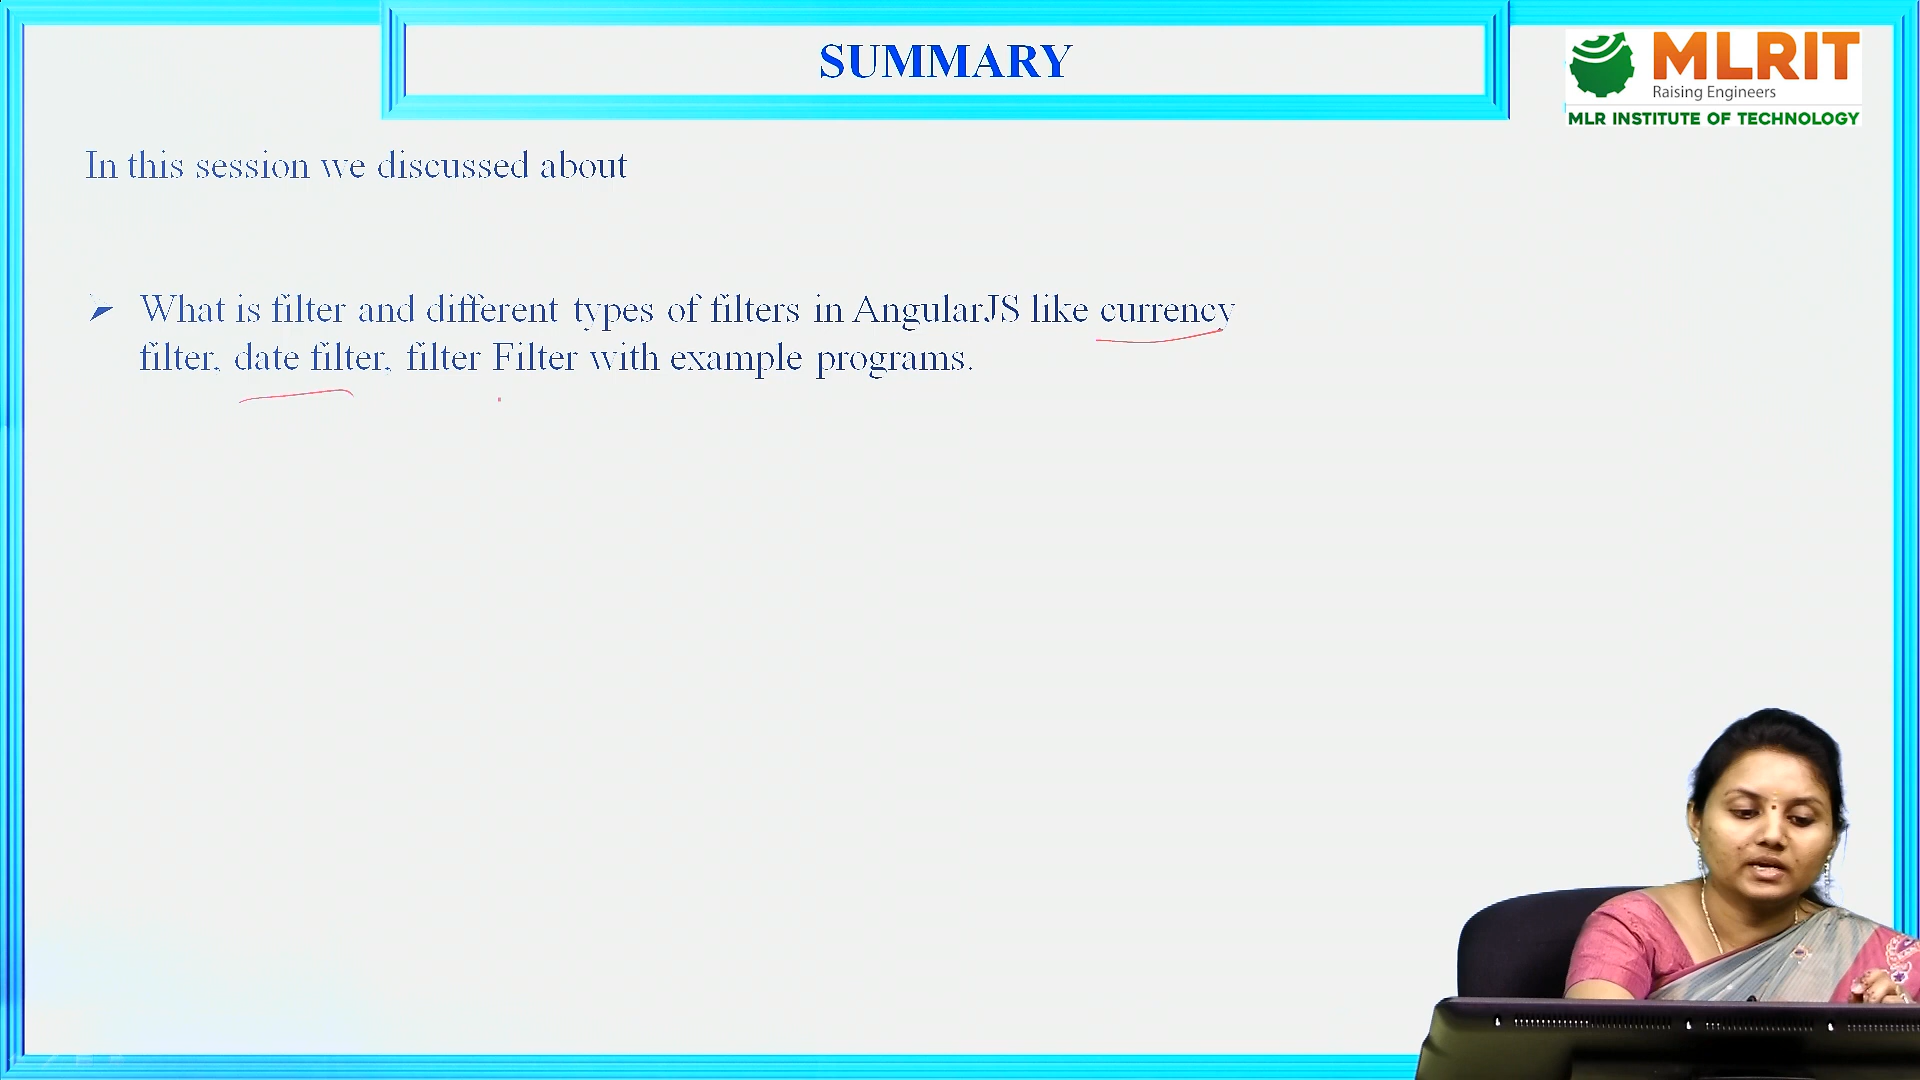 SUMMARY
MLRIT
Raising Engineers
MLR INSTITUTE OF TECHNOLOGY
In this session we discussed about
What is filter and different types of filters in AngularJS like currency
filter, date filter, filter Filter with example programs.